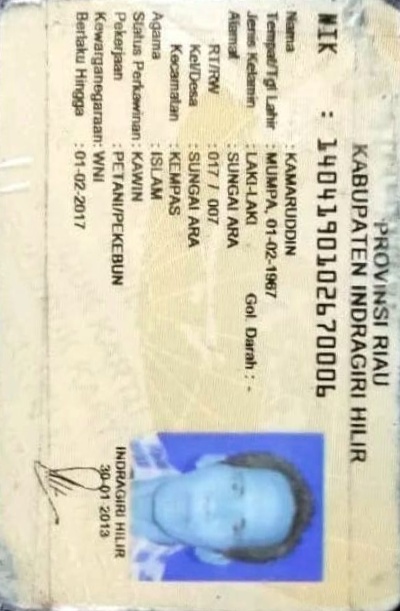 PROVINSI RIAU
KABUPATEN INDRAGIRI HILIR
NIK : 1404190102670006
Nama : KAMARUDDIN
Tempat/Tgl Lahir : MUMPA, 01-02-1967
Jenis Kelamin : LAKI-LAKI Gol. Darah : -
Alamat : SUNGAI ARA
RT/RW : 017 / 007
Kel/Desa : SUNGAI ARA
Kecamatan : KEMPAS
Agama : ISLAM
Status Perkawinan : KAWIN
Pekerjaan : PETANI/PEKEBUN
Kewarganegaraan: WNI
Berlaku Hingga : 01-02-2017
INDRAGIRI HILIR
30-01-2013